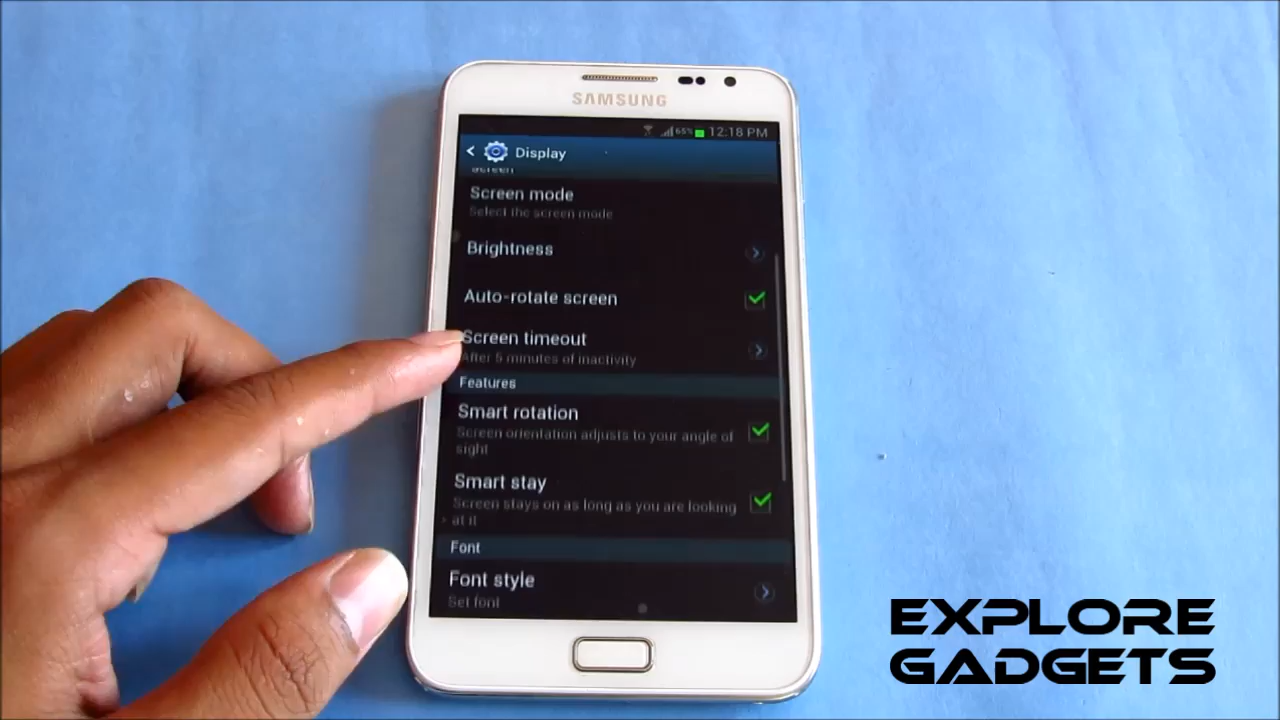 SAMSUNG
65% 12:18 PM
Display
Screen
Screen mode
Select the screen mode
Brightness
Auto-rotate screen
Screen timeout
After 5 minutes of inactivity
Features
Smart rotation
Screen orientation adjusts to your angle of
sight
Smart stay
Screen stays on as long as you are looking
at it
Font
Font style
Set font
EXPLORE
GADGETS